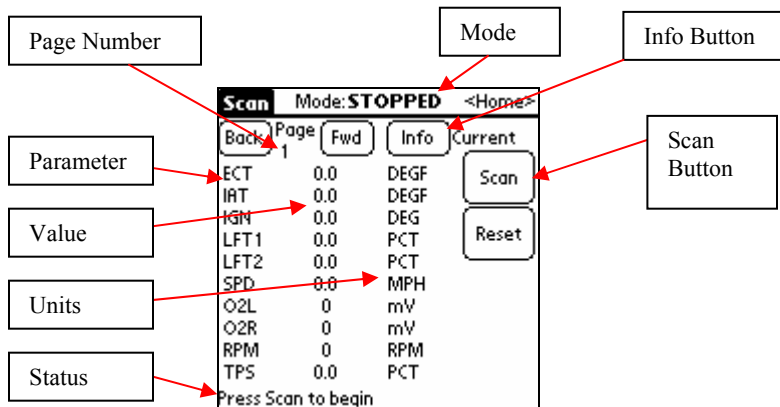 Page Number
Mode
Info Button
Scan Mode: STOPPED <Home>
Back Page 1 Fwd Info Current
Parameter
Scan Button
ECT 0.0 DEGF Scan
IAT 0.0 DEGF
Value
IGN 0.0 DEG
LFT1 0.0 PCT Reset
LFT2 0.0 PCT
Units
SPD 0.0 MPH
O2L 0 mV
O2R 0 mV
RPM 0 RPM
Status
TPS 0.0 PCT
Press Scan to begin